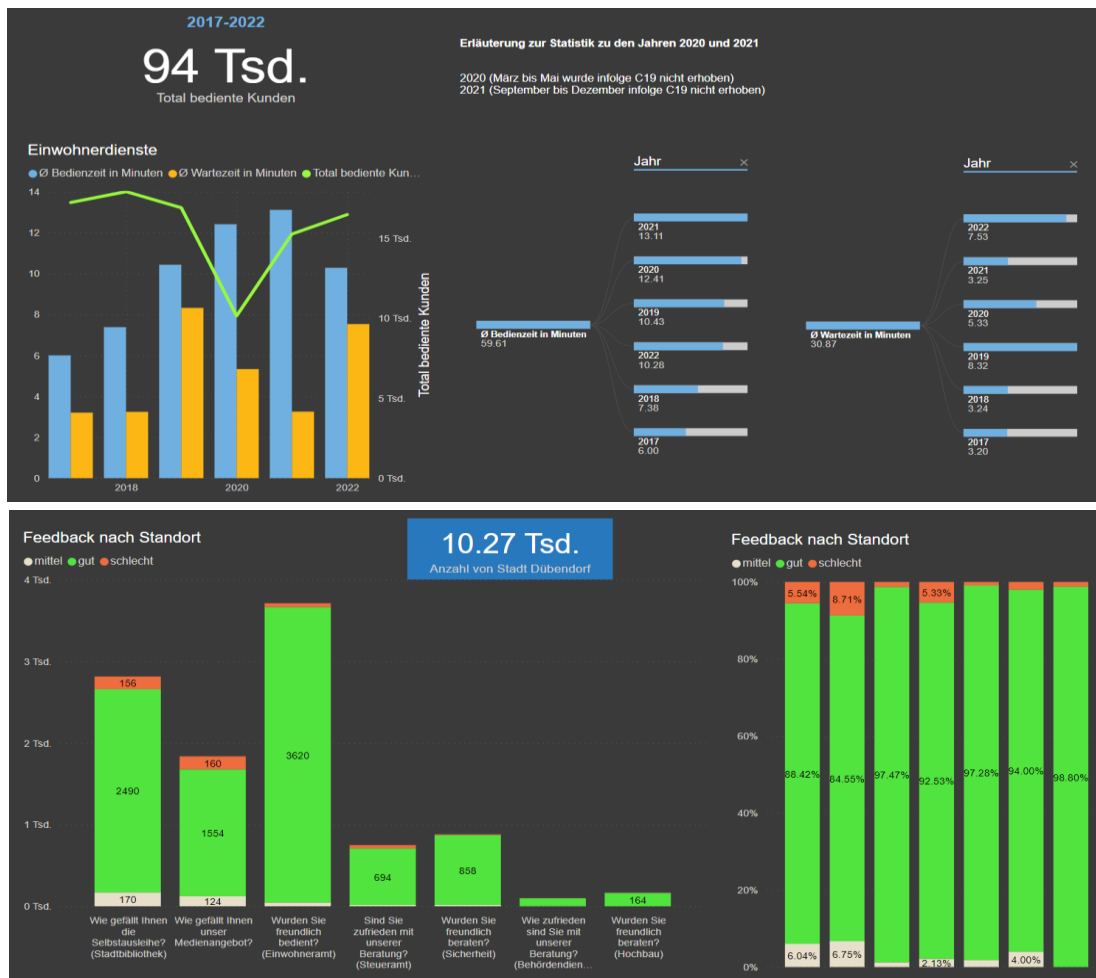 2017-2022
94 Tsd.
Total bediente Kunden
Erläuterung zur Statistik zu den Jahren 2020 und 2021
2020 (März bis Mai wurde infolge C19 nicht erhoben)
2021 (September bis Dezember infolge C19 nicht erhoben)
Einwohnerdienste
Ø Bedienzeit in Minuten Ø Wartezeit in Minuten Total bediente Kun...
14
12
10
8
6
4
2
0
15 Tsd.
10 Tsd.
5 Tsd.
0 Tsd.
Total bediente Kunden
2018 2020 2022
Ø Bedienzeit in Minuten
59.61
Jahr
2021
13.11
2020
12.41
2019
10.43
2022
10.28
2018
7.38
2017
6.00
Ø Wartezeit in Minuten
30.87
Jahr
2022
7.53
2021
3.25
2020
5.33
2019
8.32
2018
3.24
2017
3.20
Feedback nach Standort
mittel gut schlecht
10.27 Tsd.
Anzahl von Stadt Dübendorf
4 Tsd.
3 Tsd.
2 Tsd.
1 Tsd.
0 Tsd.
156
2490
170
160
1554
124
3620
694
858
164
Wie gefällt Ihnen
die
Selbstausleihe?
(Stadtbibliothek)
Wie gefällt Ihnen
unser
Medienangebot?
Wurden Sie
freundlich
bedient?
(Einwohneramt)
Sind Sie
zufrieden mit
unserer
Beratung?
(Steueramt)
Wurden Sie
freundlich
beraten?
(Sicherheit)
Wie zufrieden
sind Sie mit
unserer
Beratung?
(Behördendien...
Wurden Sie
freundlich
beraten?
(Hochbau)
Feedback nach Standort
mittel gut schlecht
100%
80%
60%
40%
20%
0%
5.54% 8.71% 5.33%
88.42% 84.55% 97.47% 92.53% 97.28% 94.00% 98.80%
6.04% 6.75% 2.13% 4.00%